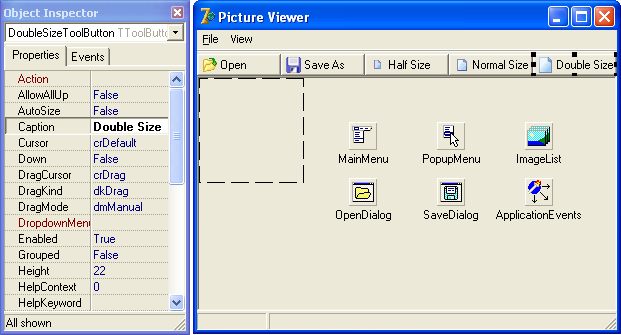 Object Inspector
DoubleSizeToolButton TToolButto
Properties Events
Action
AllowAllUp False
AutoSize False
Caption Double Size
Cursor crDefault
Down False
DragCursor crDrag
DragKind dkDrag
DragMode dmManual
DropdownMenu
Enabled True
Grouped False
Height 22
HelpContext 0
HelpKeyword
All shown
Picture Viewer
File View
Open Save As Half Size Normal Size Double Size
MainMenu PopupMenu ImageList
OpenDialog SaveDialog ApplicationEvents